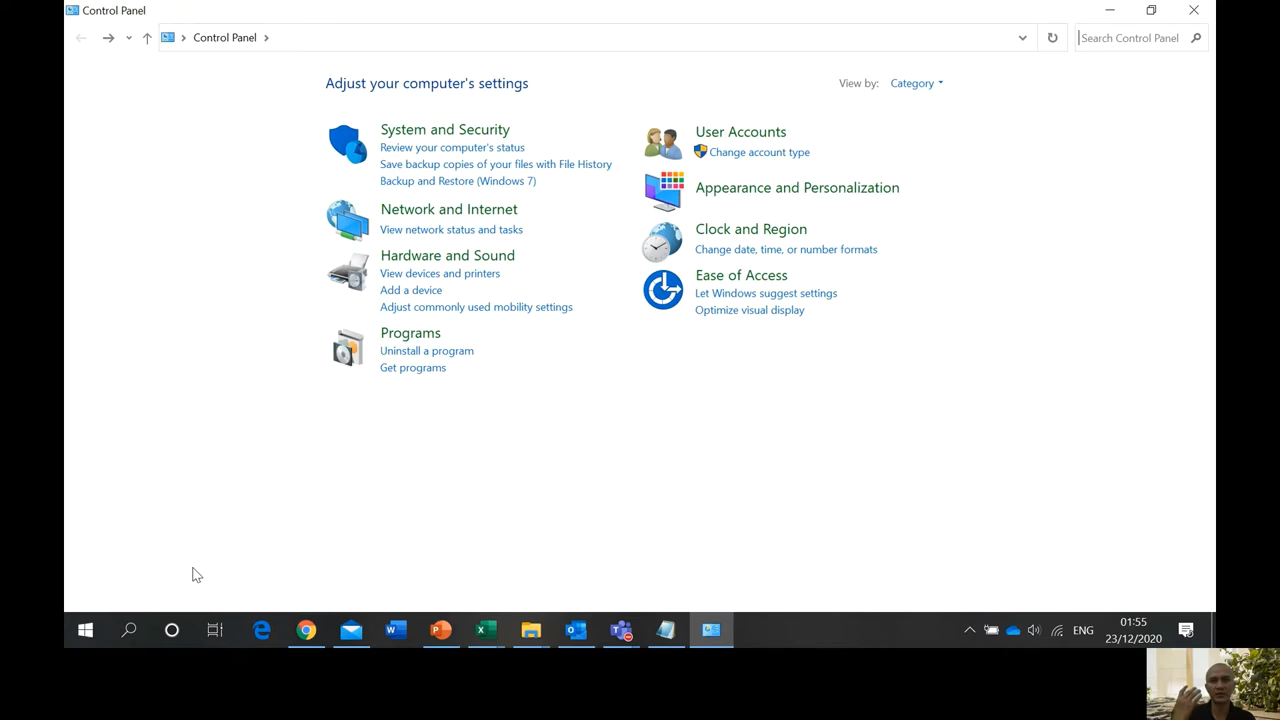 Control Panel
Control Panel
Search Control Panel
Adjust your computer's settings
View by: Category
System and Security
Review your computer's status
Save backup copies of your files with File History
Backup and Restore (Windows 7)
Network and Internet
View network status and tasks
Hardware and Sound
View devices and printers
Add a device
Adjust commonly used mobility settings
Programs
Uninstall a program
Get programs
User Accounts
Change account type
Appearance and Personalization
Clock and Region
Change date, time, or number formats
Ease of Access
Let Windows suggest settings
Optimize visual display
ENG
01:55
23/12/2020